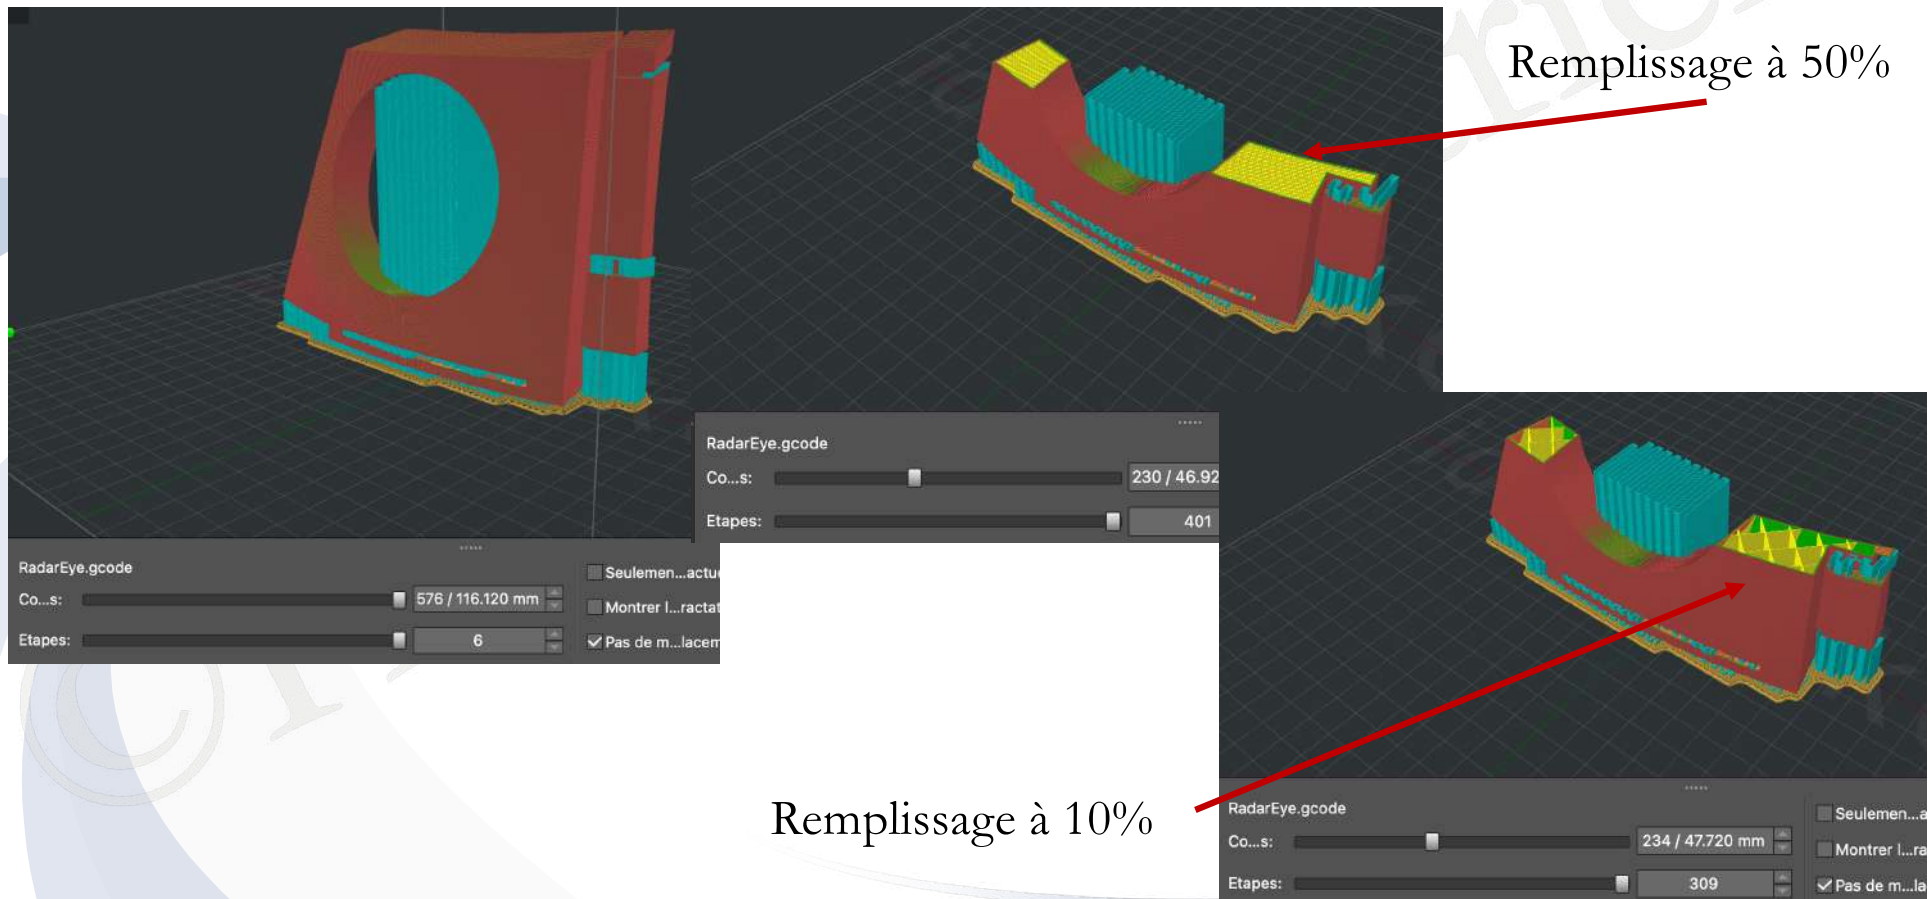 Remplissage à 50%
RadarEye.gcode
Co...s:
230 / 46.92
Etapes:
401
RadarEye.gcode
Co...s:
576 / 116.120 mm
Etapes:
6
Seulemen...actu
Montrer l...ractat
Pas de m...lacem
Remplissage à 10%
RadarEye.gcode
Co...s:
234 / 47.720 mm
Etapes:
309
Seulemen...a
Montrer l...ra
Pas de m...la